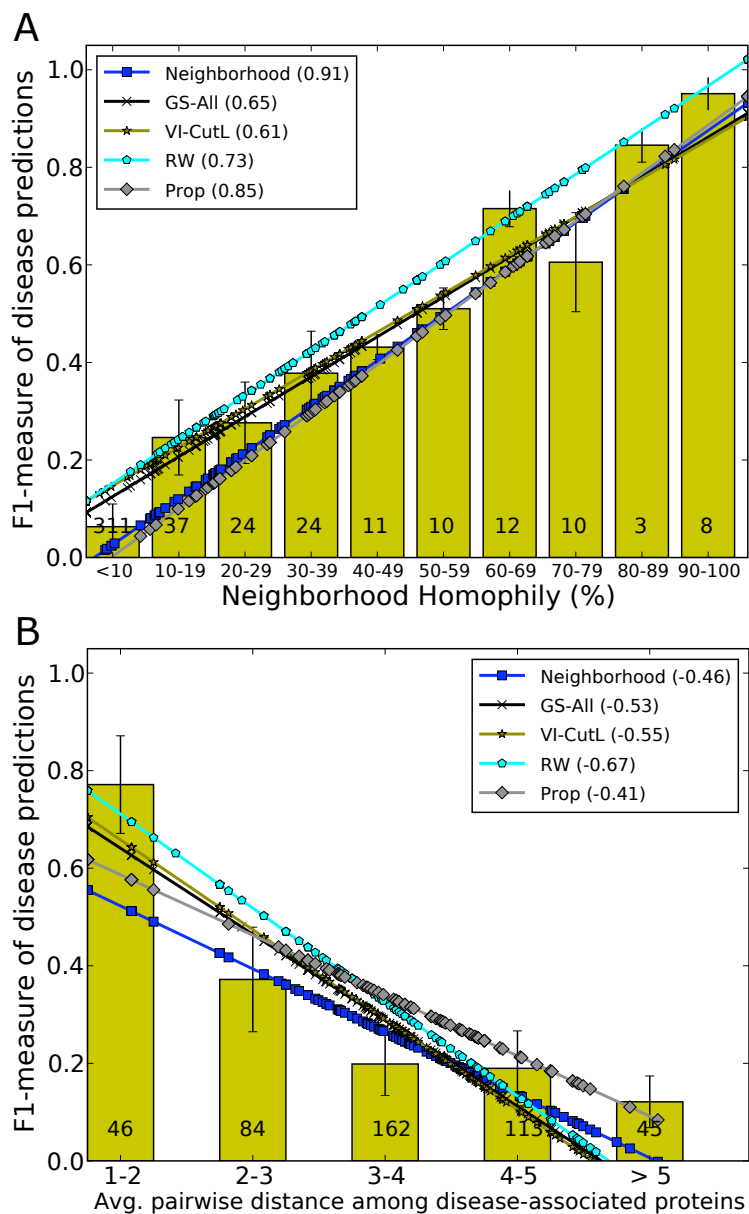 A
F1-measure of disease predictions
1.0
0.8
0.6
0.4
0.2
0.0
Neighborhood (0.91)
GS-All (0.65)
VI-CutL (0.61)
RW (0.73)
Prop (0.85)
311 37 24 24 11 10 12 10 3 8
<10 10-19 20-29 30-39 40-49 50-59 60-69 70-79 80-89 90-100
Neighborhood Homophily (%)
B
F1-measure of disease predictions
1.0
0.8
0.6
0.4
0.2
0.0
Neighborhood (-0.46)
GS-All (-0.53)
VI-CutL (-0.55)
RW (-0.67)
Prop (-0.41)
46 84 162 113 45
1-2 2-3 3-4 4-5 > 5
Avg. pairwise distance among disease-associated proteins